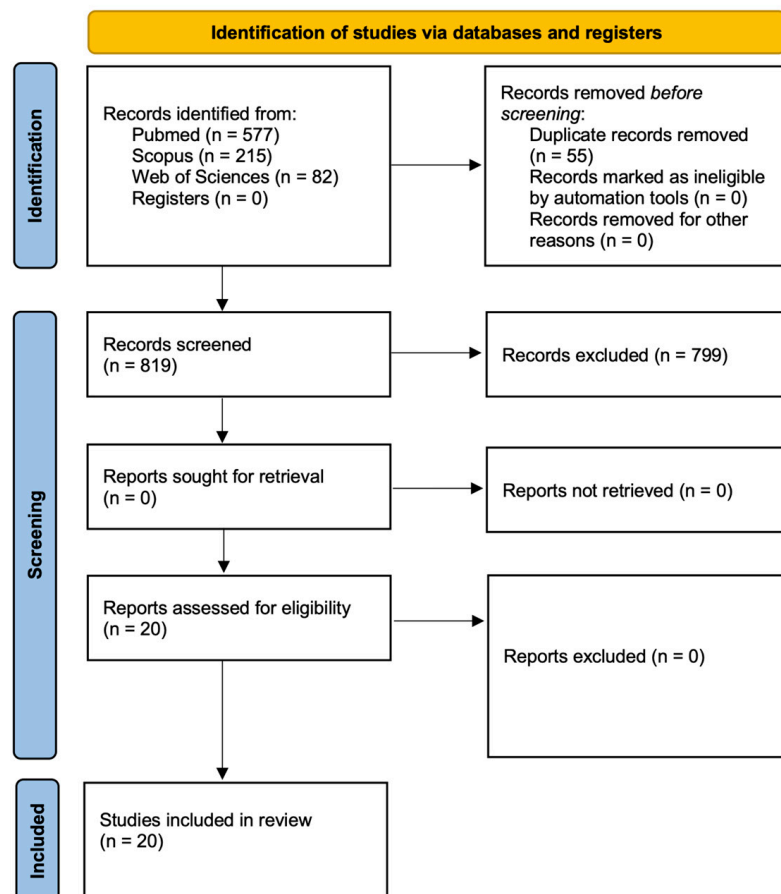 Identification of studies via databases and registers
Identification
Records identified from:
Pubmed (n = 577)
Scopus (n = 215)
Web of Sciences (n = 82)
Registers (n = 0)
Records removed before
screening:
Duplicate records removed
(n = 55)
Records marked as ineligible
by automation tools (n = 0)
Records removed for other
reasons (n = 0)
Screening
Records screened
(n = 819)
Records excluded (n = 799)
Reports sought for retrieval
(n = 0)
Reports not retrieved (n = 0)
Reports assessed for eligibility
(n = 20)
Reports excluded (n = 0)
Included
Studies included in review
(n = 20)